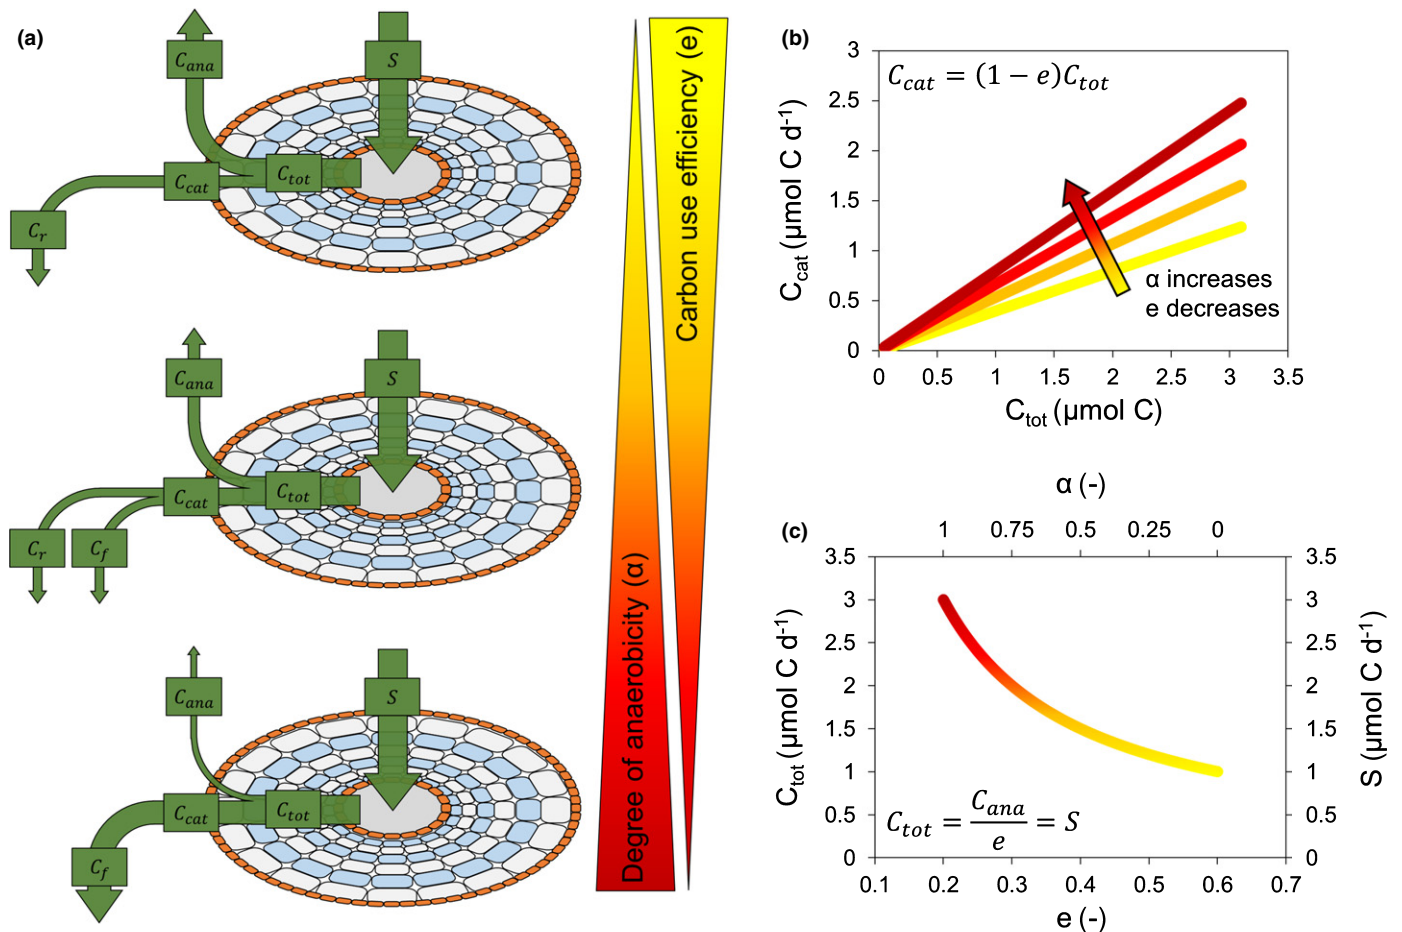 (a)
C_ana
S
C_cat
C_tot
C_r
C_ana
S
C_cat
C_tot
C_r
C_f
C_ana
S
C_cat
C_tot
C_f
Degree of anaerobicity (α)
Carbon use efficiency (e)
(b)
C_cat = (1 − e)C_tot
C_cat (µmol C d⁻¹)
3
2.5
2
1.5
1
0.5
0
α increases
e decreases
0 0.5 1 1.5 2 2.5 3 3.5
C_tot (µmol C)
(c)
α (-)
1 0.75 0.5 0.25 0
C_tot (µmol C d⁻¹)
3.5
3
2.5
2
1.5
1
0.5
0
C_tot = C_ana / e = S
3.5
3
2.5
2
1.5
1
0.5
0
S (µmol C d⁻¹)
0.1 0.2 0.3 0.4 0.5 0.6 0.7
e (-)